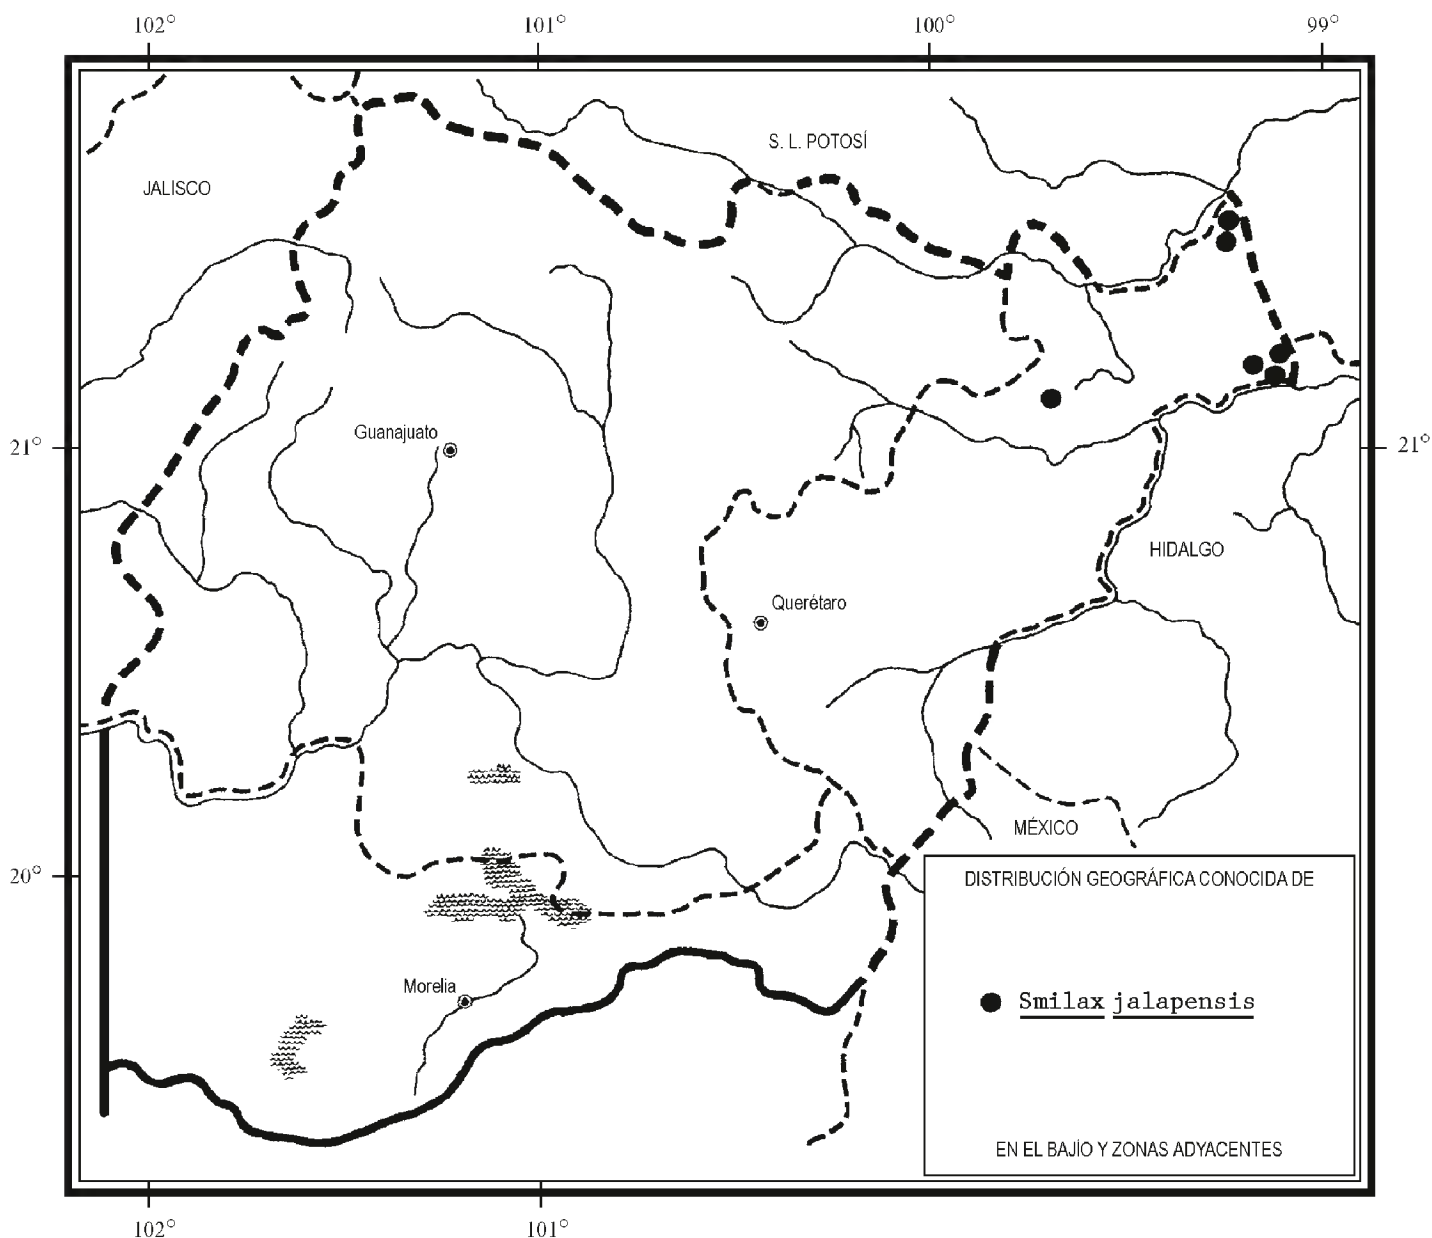 102° 101° 100° 99°
S. L. POTOSÍ
JALISCO
Guanajuato
21° 21°
HIDALGO
Querétaro
MÉXICO
20°
DISTRIBUCIÓN GEOGRÁFICA CONOCIDA DE
Morelia
Smilax jalapensis
EN EL BAJÍO Y ZONAS ADYACENTES
102° 101°